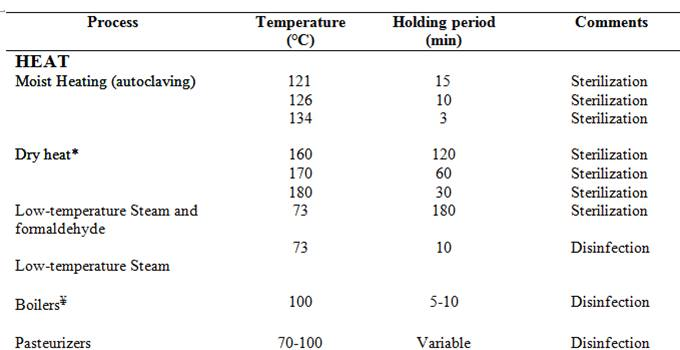 Process Temperature Holding period Comments
(°C) (min)
HEAT
Moist Heating (autoclaving) 121 15 Sterilization
126 10 Sterilization
134 3 Sterilization
Dry heat* 160 120 Sterilization
170 60 Sterilization
180 30 Sterilization
Low-temperature Steam and 73 180 Sterilization
formaldehyde
73 10 Disinfection
Low-temperature Steam
Boilers¥ 100 5-10 Disinfection
Pasteurizers 70-100 Variable Disinfection